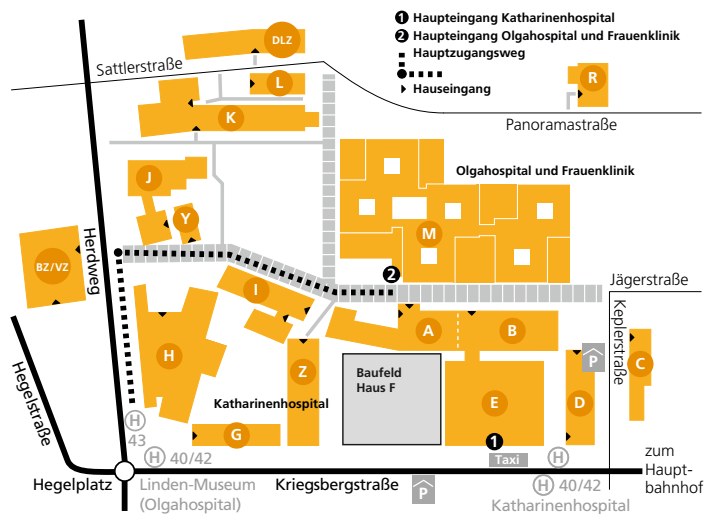 1 Haupteingang Katharinenhospital
2 Haupteingang Olgahospital und Frauenklinik
Hauptzugangsweg
Hauseingang
DLZ
Sattlerstraße
L
R
K
Panoramastraße
Olgahospital und Frauenklinik
J
Y
M
Herdweg
BZ/VZ
2
Jägerstraße
I
Keplerstraße
A
B
H
Z
P
C
Baufeld
Haus F
Hegelstraße
Katharinenhospital
E
D
H
43
G
1
H 40/42
Taxi
H
zum
Haupt-
bahnhof
Hegelplatz
Linden-Museum
(Olgahospital)
Kriegsbergstraße
P
H 40/42
Katharinenhospital